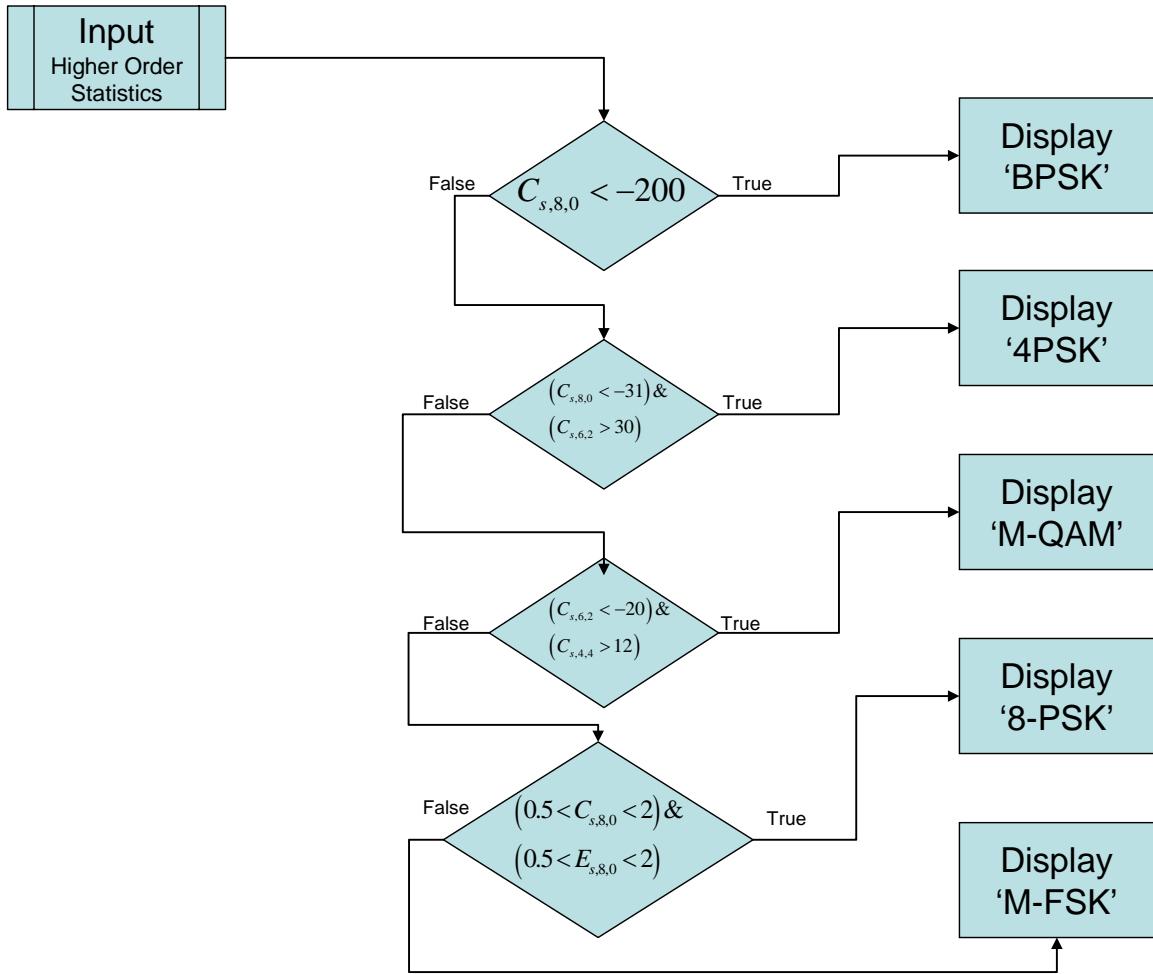 Input
Higher Order
Statistics
False
C_{s,8,0} < −200
True
Display
‘BPSK’
False
(C_{s,8,0} < −31) &
(C_{s,6,2} > 30)
True
Display
‘4PSK’
False
(C_{s,6,2} < −20) &
(C_{s,4,4} > 12)
True
Display
‘M-QAM’
False
(0.5 < C_{s,8,0} < 2) &
(0.5 < E_{s,8,0} < 2)
True
Display
‘8-PSK’
Display
‘M-FSK’